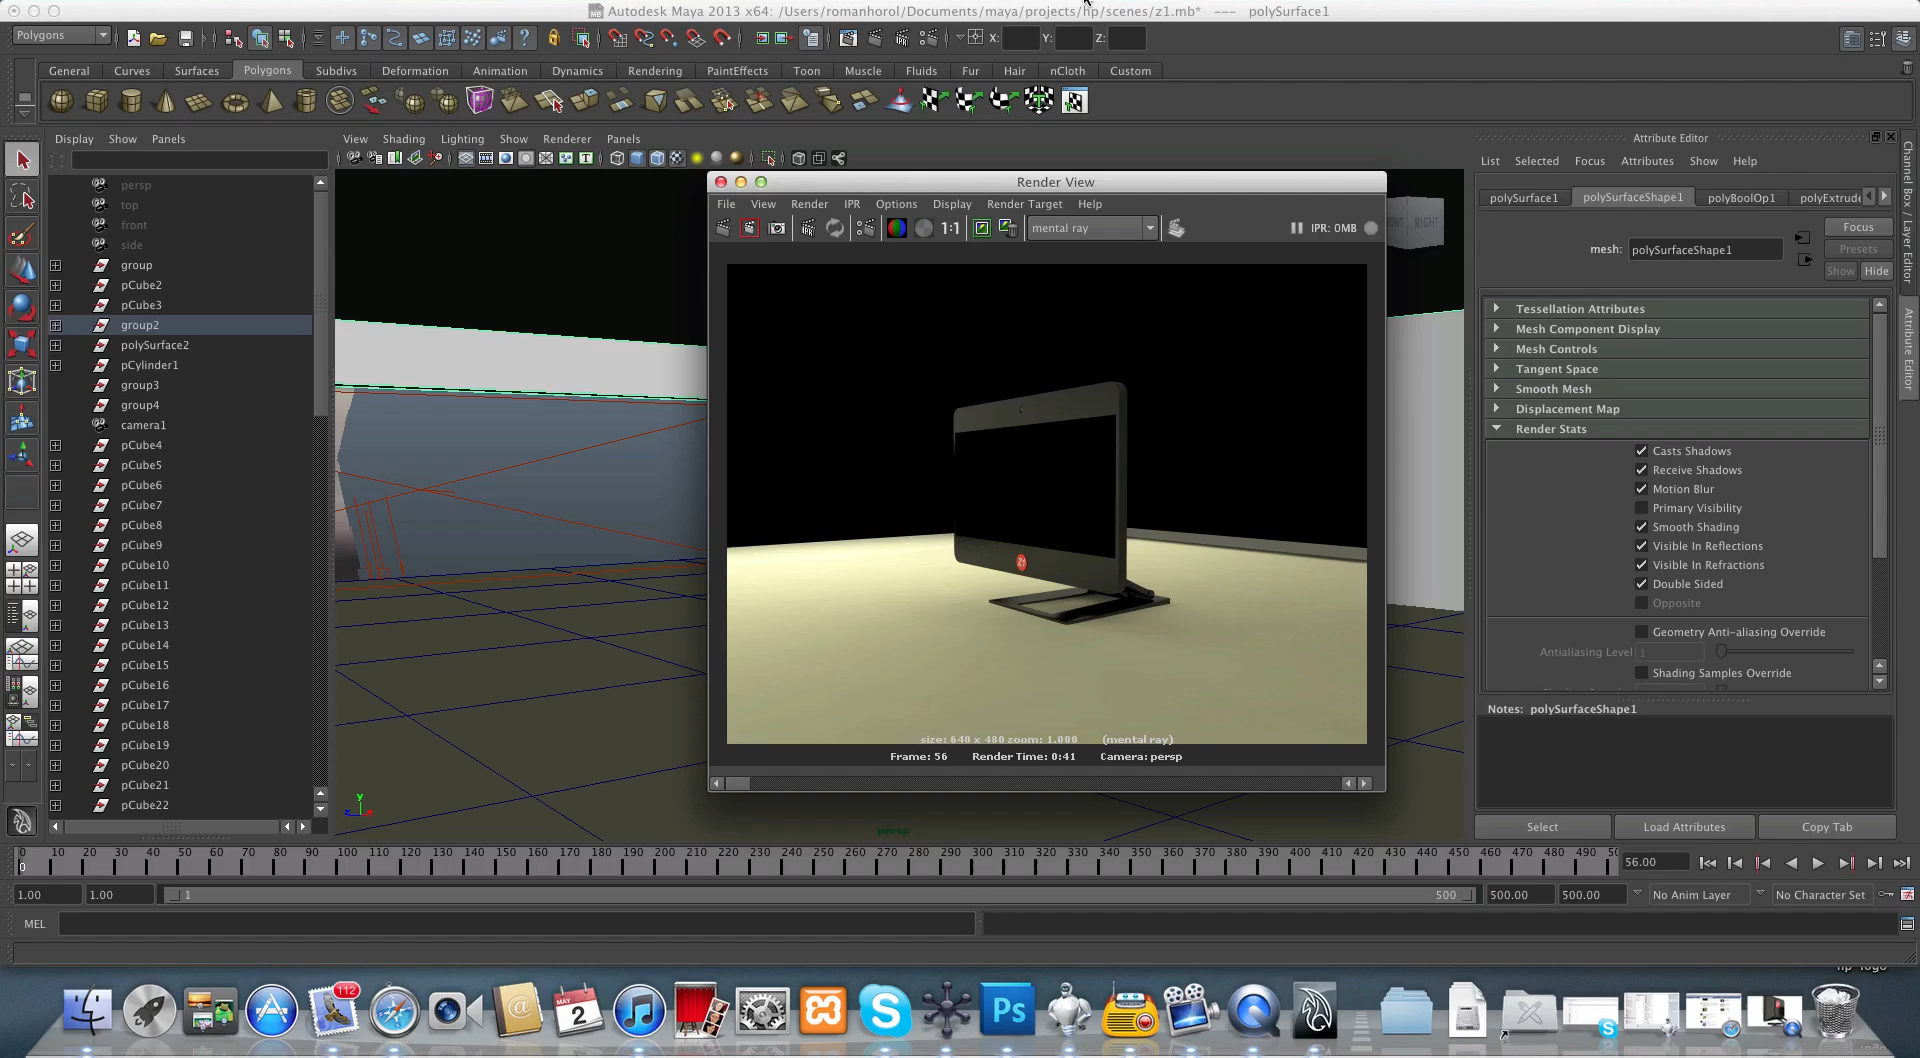 Autodesk Maya 2013 x64: /Users/romanhorol/Documents/maya/projects/hp/scenes/z1.mb* --- polySurface1
Polygons X: Y: Z:
General Curves Surfaces Polygons Subdivs Deformation Animation Dynamics Rendering PaintEffects Toon Muscle Fluids Fur Hair nCloth Custom
Display Show Panels
View Shading Lighting Show Renderer Panels
persp
top
front
side
group
pCube2
pCube3
group2
polySurface2
pCylinder1
group3
group4
camera1
pCube4
pCube5
pCube6
pCube7
pCube8
pCube9
pCube10
pCube11
pCube12
pCube13
pCube14
pCube15
pCube16
pCube17
pCube18
pCube19
pCube20
pCube21
pCube22
Render View
File View Render IPR Options Display Render Target Help
1:1 mental ray IPR: 0MB
RIGHT
Z1
size: 640 x 480 zoom: 1.000 (mental ray)
Frame: 56 Render Time: 0:41 Camera: persp
y
persp
Attribute Editor
List Selected Focus Attributes Show Help
polySurface1 polySurfaceShape1 polyBoolOp1 polyExtrude
mesh: polySurfaceShape1
Focus
Presets
Show Hide
Tessellation Attributes
Mesh Component Display
Mesh Controls
Tangent Space
Smooth Mesh
Displacement Map
Render Stats
Casts Shadows
Receive Shadows
Motion Blur
Primary Visibility
Smooth Shading
Visible In Reflections
Visible In Refractions
Double Sided
Opposite
Geometry Anti-aliasing Override
Antialiasing Level 1
Shading Samples Override
Notes: polySurfaceShape1
Select Load Attributes Copy Tab
Channel Box / Layer Editor
Attribute Editor
0 10 20 30 40 50 60 70 80 90 100 110 120 130 140 150 160 170 180 190 200 210 220 230 240 250 260 270 280 290 300 310 320 330 340 350 360 370 380 390 400 410 420 430 440 450 460 470 480 490
0
56.00
1.00 1.00 1 500 500.00 500.00 No Anim Layer No Character Set
MEL
112
MAY
2
Ps